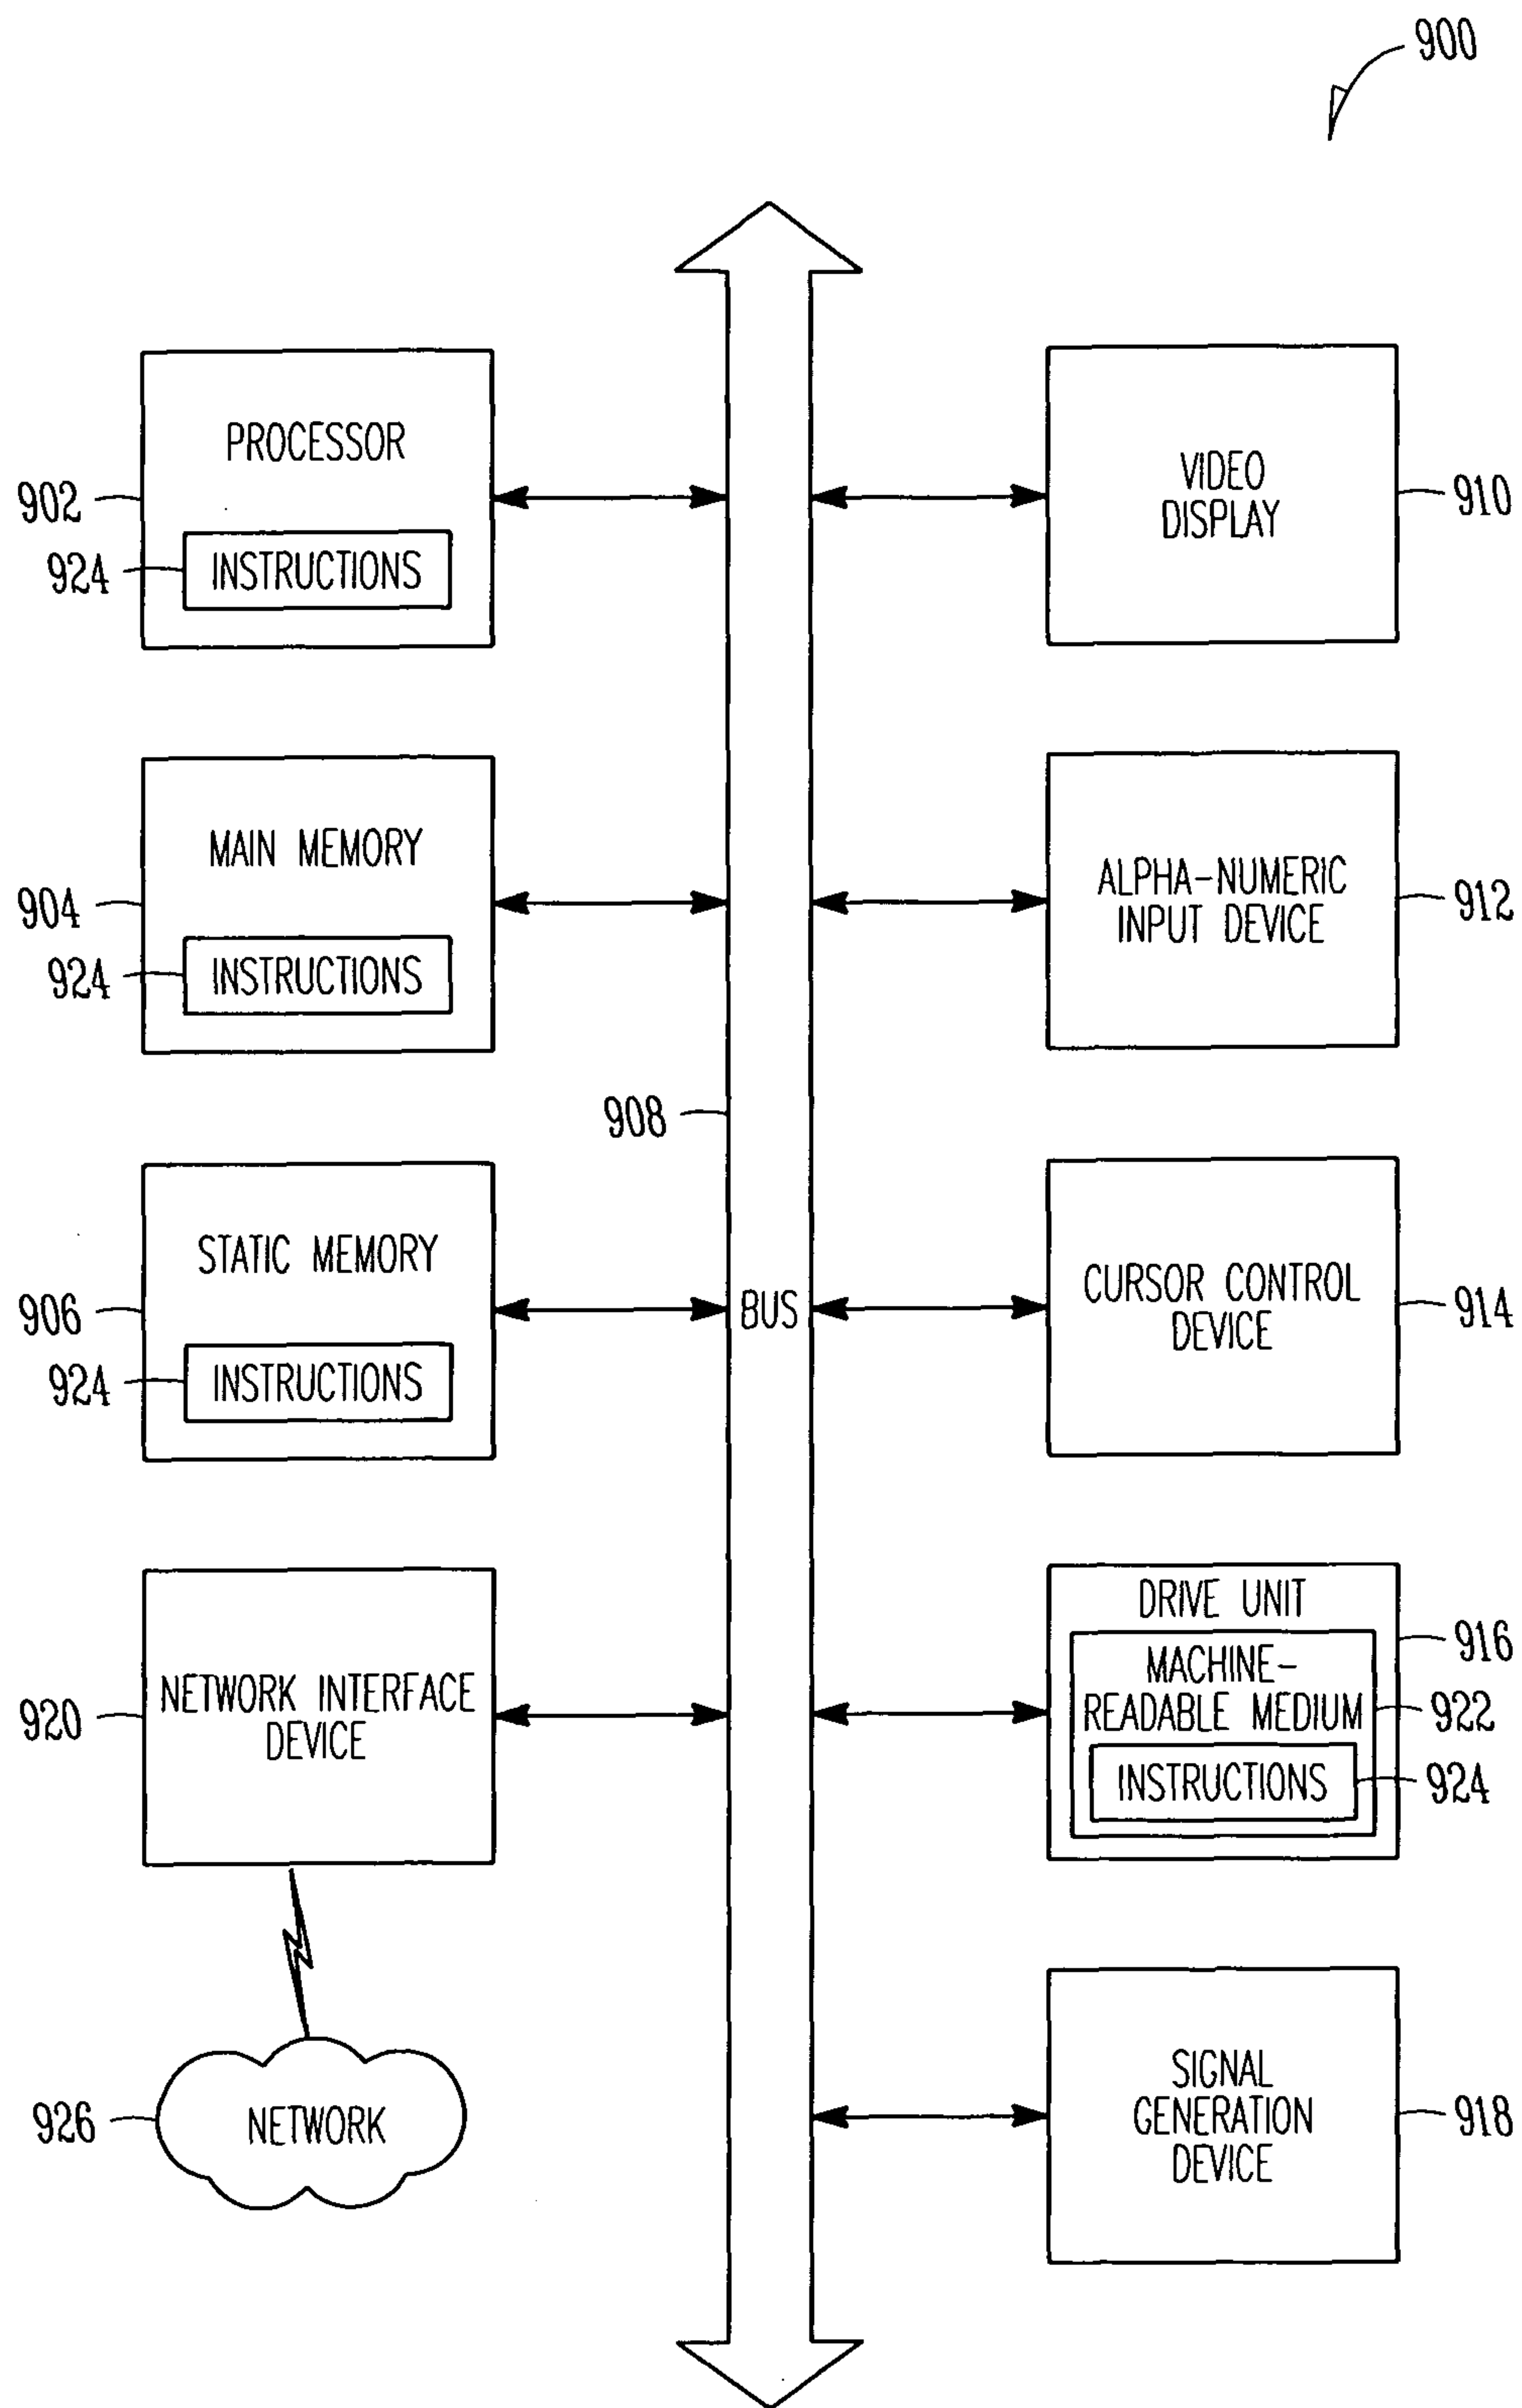 900
PROCESSOR
902
924
INSTRUCTIONS
VIDEO
DISPLAY
910
MAIN MEMORY
904
924
INSTRUCTIONS
ALPHA-NUMERIC
INPUT DEVICE
912
908
BUS
STATIC MEMORY
906
924
INSTRUCTIONS
CURSOR CONTROL
DEVICE
914
920
NETWORK INTERFACE
DEVICE
DRIVE UNIT
916
MACHINE-
READABLE MEDIUM
922
INSTRUCTIONS
924
926
NETWORK
SIGNAL
GENERATION
DEVICE
918